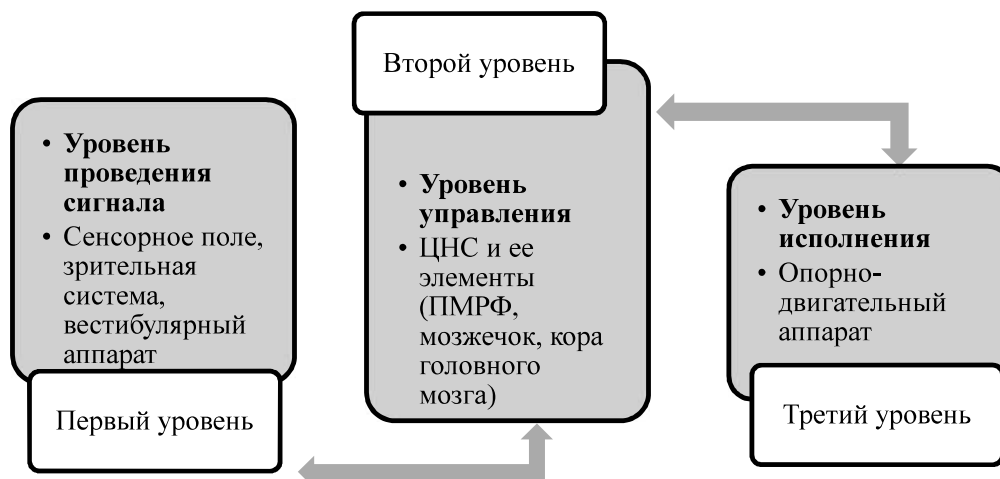 • Уровень
проведения
сигнала
• Сенсорное поле,
зрительная
система,
вестибулярный
аппарат
Первый уровень
Второй уровень
• Уровень
управления
• ЦНС и ее
элементы
(ПМРФ,
мозжечок, кора
головного
мозга)
• Уровень
исполнения
• Опорно-
двигательный
аппарат
Третий уровень